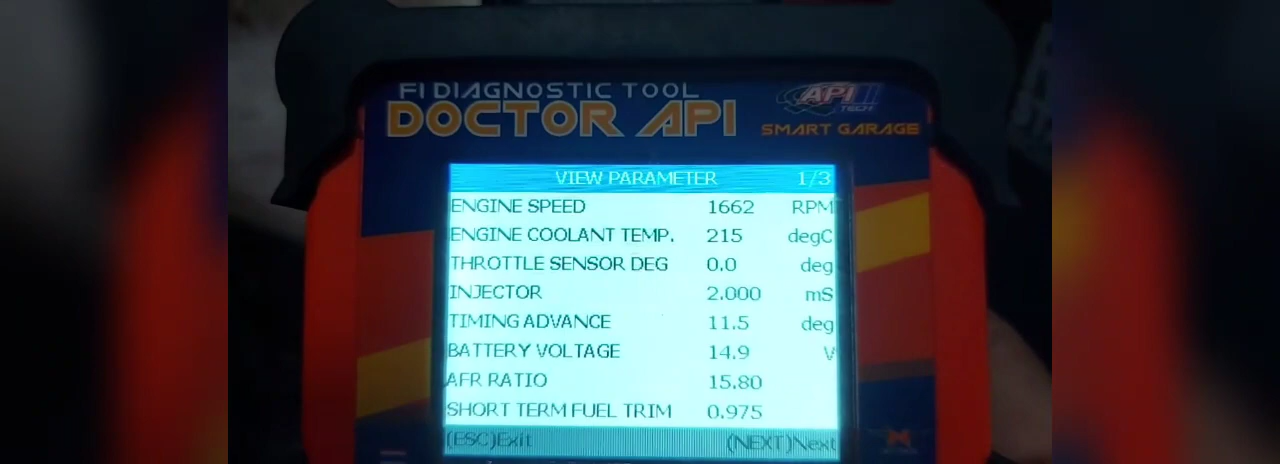 FI DIAGNOSTIC TOOL
DOCTOR API
API TECH
SMART GARAGE
VIEW PARAMETER 1/3
ENGINE SPEED 1662 RPM
ENGINE COOLANT TEMP. 215 degC
THROTTLE SENSOR DEG 0.0 deg
INJECTOR 2.000 mS
TIMING ADVANCE 11.5 deg
BATTERY VOLTAGE 14.9 V
AFR RATIO 15.80
SHORT TERM FUEL TRIM 0.975
(ESC)Exit (NEXT)Next